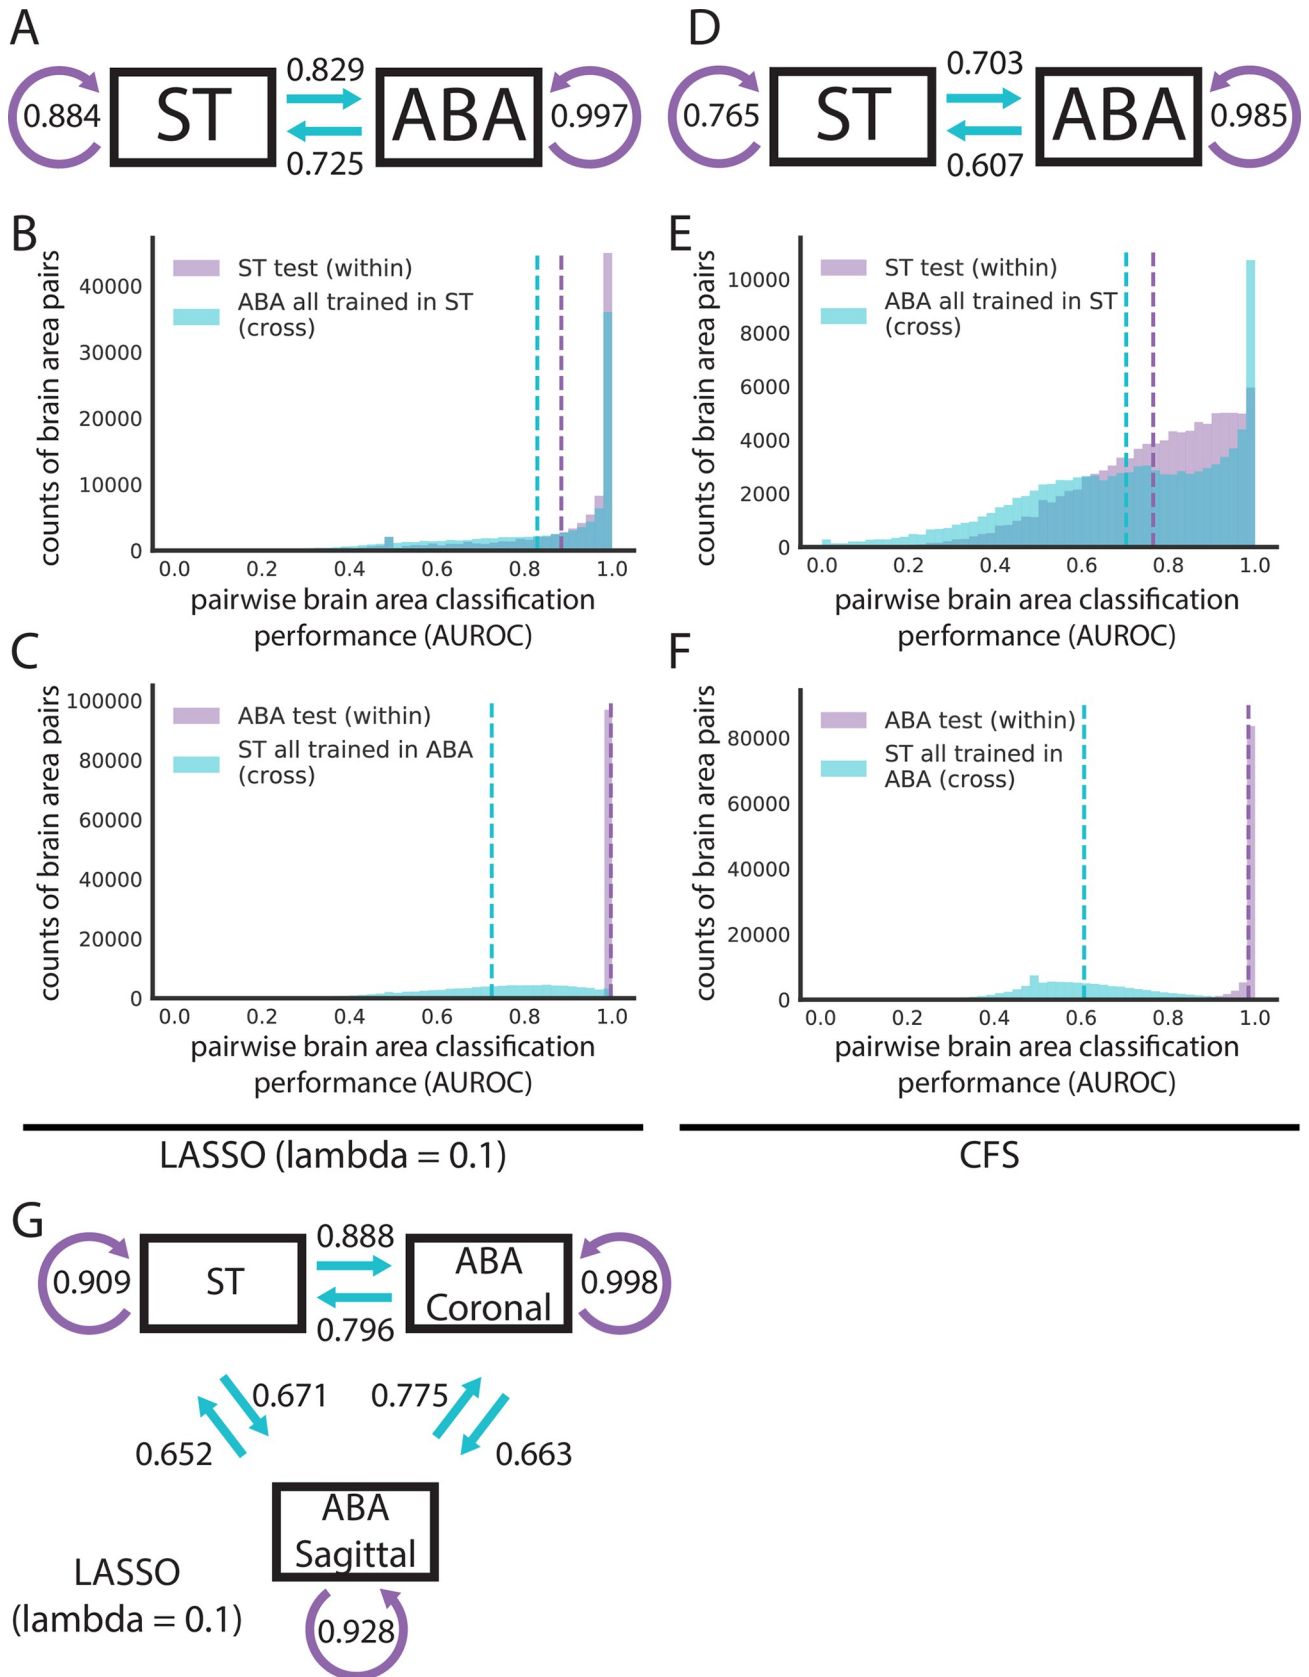 A
0.884
ST
0.829
0.725
ABA
0.997
D
0.765
ST
0.703
0.607
ABA
0.985
B
counts of brain area pairs
40000
30000
20000
10000
0
ST test (within)
ABA all trained in ST
(cross)
0.0 0.2 0.4 0.6 0.8 1.0
pairwise brain area classification
performance (AUROC)
E
counts of brain area pairs
10000
8000
6000
4000
2000
0
ST test (within)
ABA all trained in ST
(cross)
0.0 0.2 0.4 0.6 0.8 1.0
pairwise brain area classification
performance (AUROC)
C
counts of brain area pairs
100000
80000
60000
40000
20000
0
ABA test (within)
ST all trained in ABA
(cross)
0.0 0.2 0.4 0.6 0.8 1.0
pairwise brain area classification
performance (AUROC)
F
counts of brain area pairs
80000
60000
40000
20000
0
ABA test (within)
ST all trained in
ABA (cross)
0.0 0.2 0.4 0.6 0.8 1.0
pairwise brain area classification
performance (AUROC)
LASSO (lambda = 0.1)
CFS
G
0.909
ST
0.888
0.796
ABA
Coronal
0.998
0.671
0.775
0.652
0.663
ABA
Sagittal
0.928
LASSO
(lambda = 0.1)